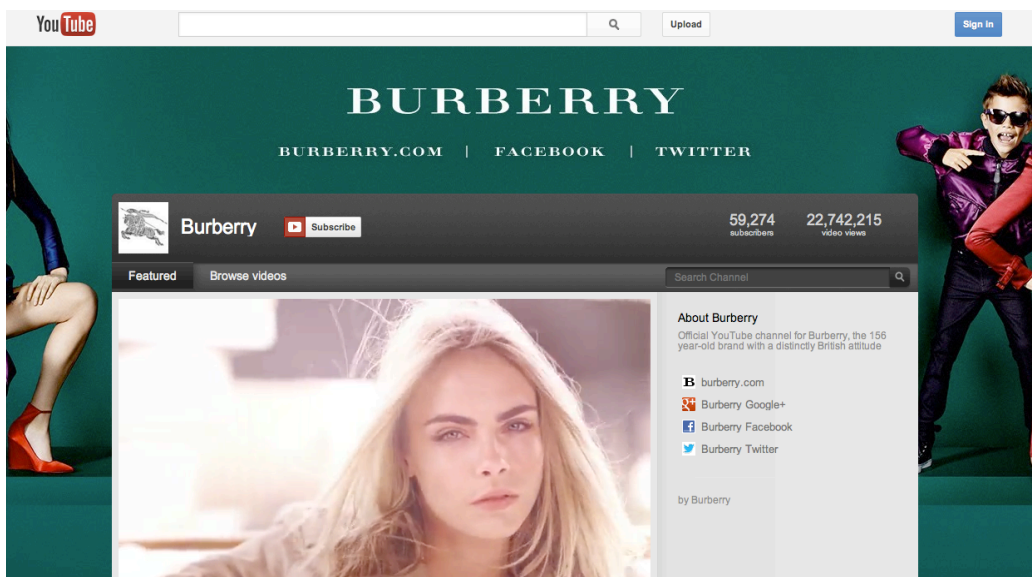 YouTube
Upload
Sign In
BURBERRY
BURBERRY.COM | FACEBOOK | TWITTER
Burberry
Subscribe
59,274
subscribers
22,742,215
video views
Featured
Browse videos
Search Channel
About Burberry
Official YouTube channel for Burberry, the 156
year-old brand with a distinctly British attitude
B burberry.com
Burberry Google+
Burberry Facebook
Burberry Twitter
by Burberry